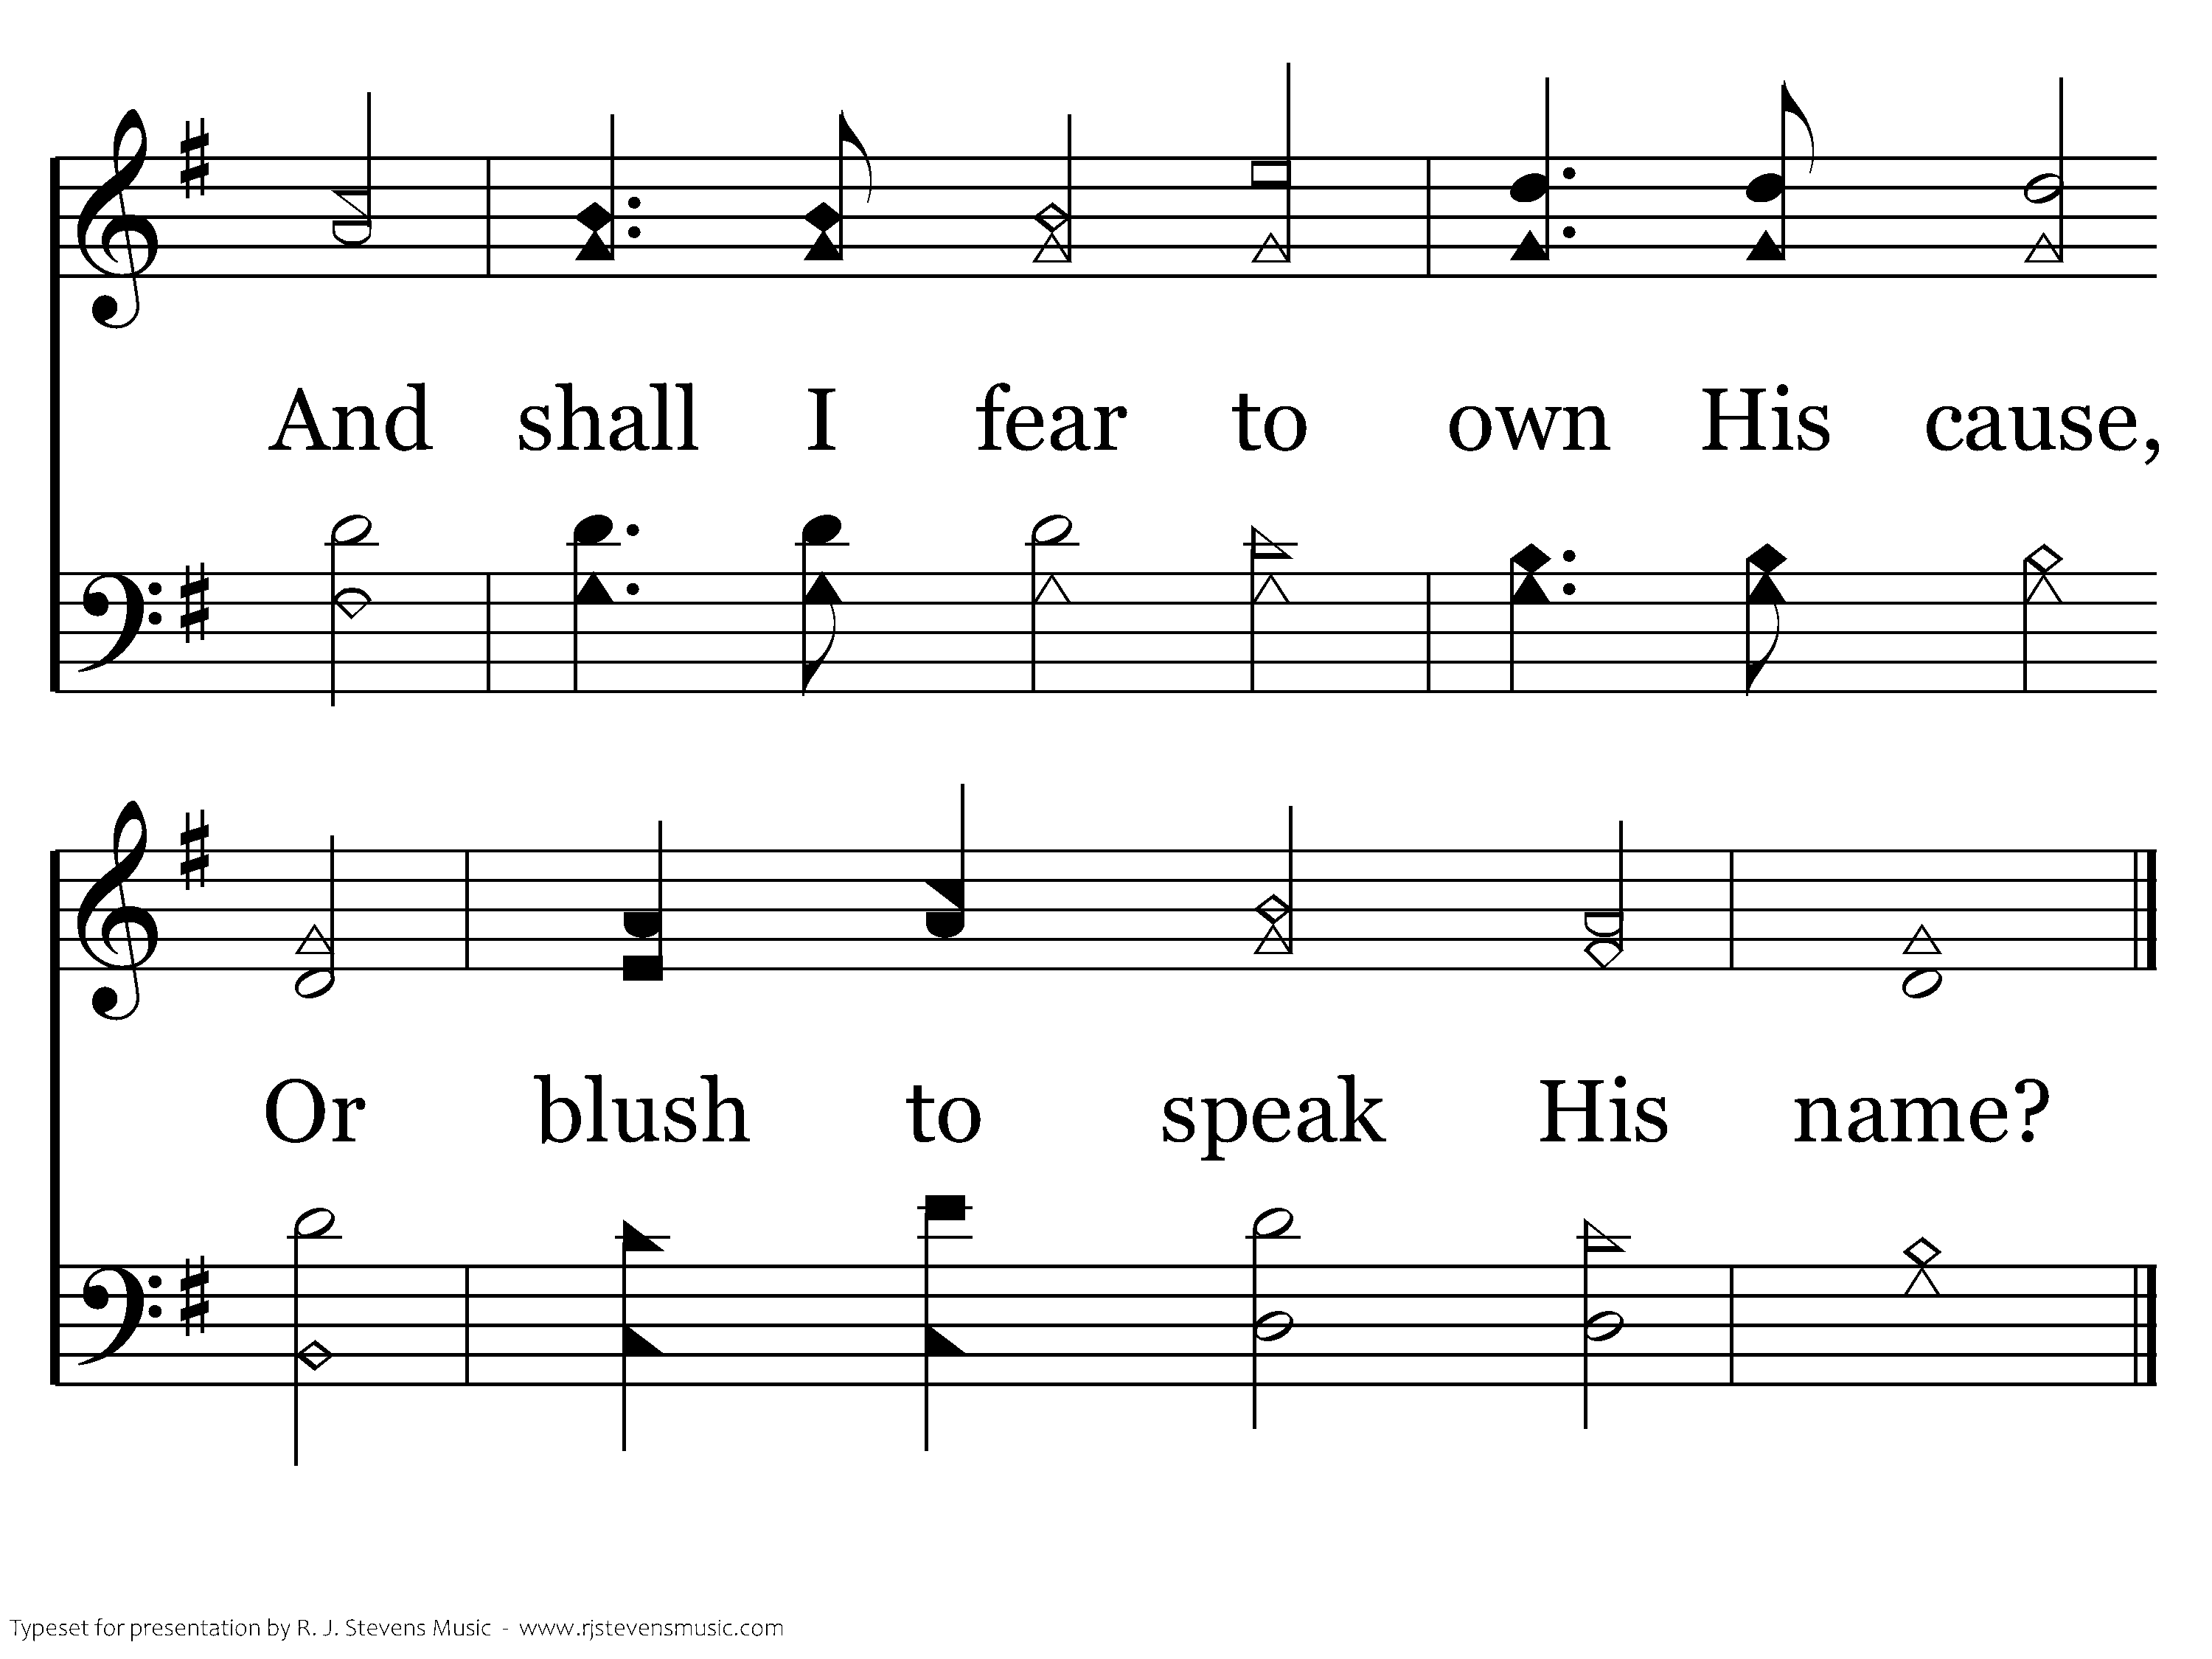 And shall I fear to own His cause,
Or blush to speak His name?
Typeset for presentation by R. J. Stevens Music - www.rjstevensmusic.com